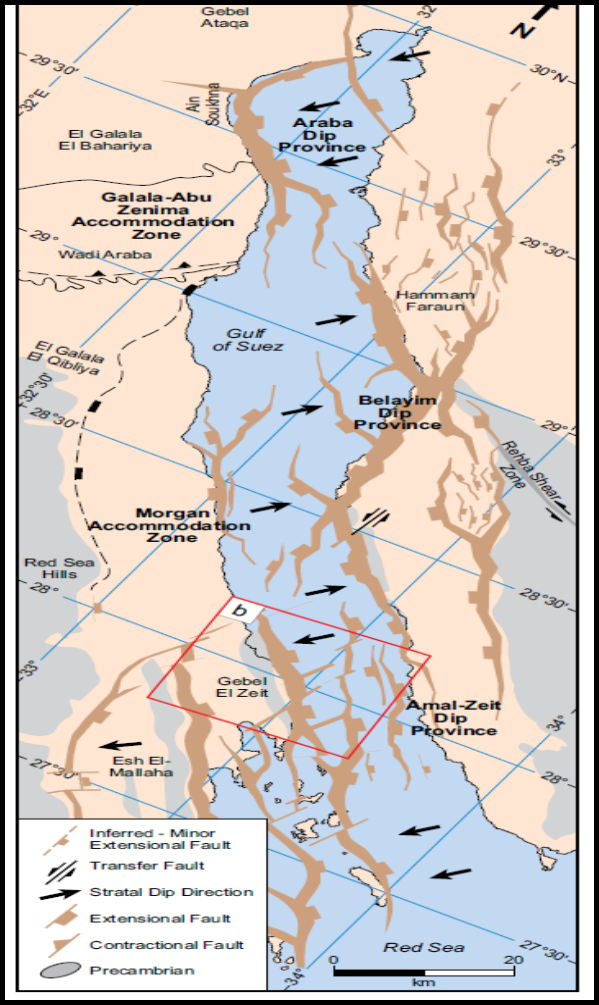 Gebel
Ataqa
32°
N
29°30'
30°N
32°E
Ain
Soukhna
Araba
Dip
Province
El Galala
El Bahariya
33°
Galala-Abu
Zenima
Accommodation
Zone
29°
29°30'
Wadi Araba
Hammam
Faraun
Gulf
of Suez
El Galala
El Qibliya
32°30'
28°30'
Belayim
Dip
Province
29°
Rehba Shear
Zone
Morgan
Accommodation
Zone
Red Sea
Hills
28°
28°30'
b
33°
Gebel
El Zeit
Amal-Zeit
Dip
Province
34°
Esh El-
Mallaha
27°30'
28°
Inferred - Minor
Extensional Fault
Transfer Fault
Stratal Dip Direction
Extensional Fault
Contractional Fault
Precambrian
Red Sea
27°30'
34°
0 20
km